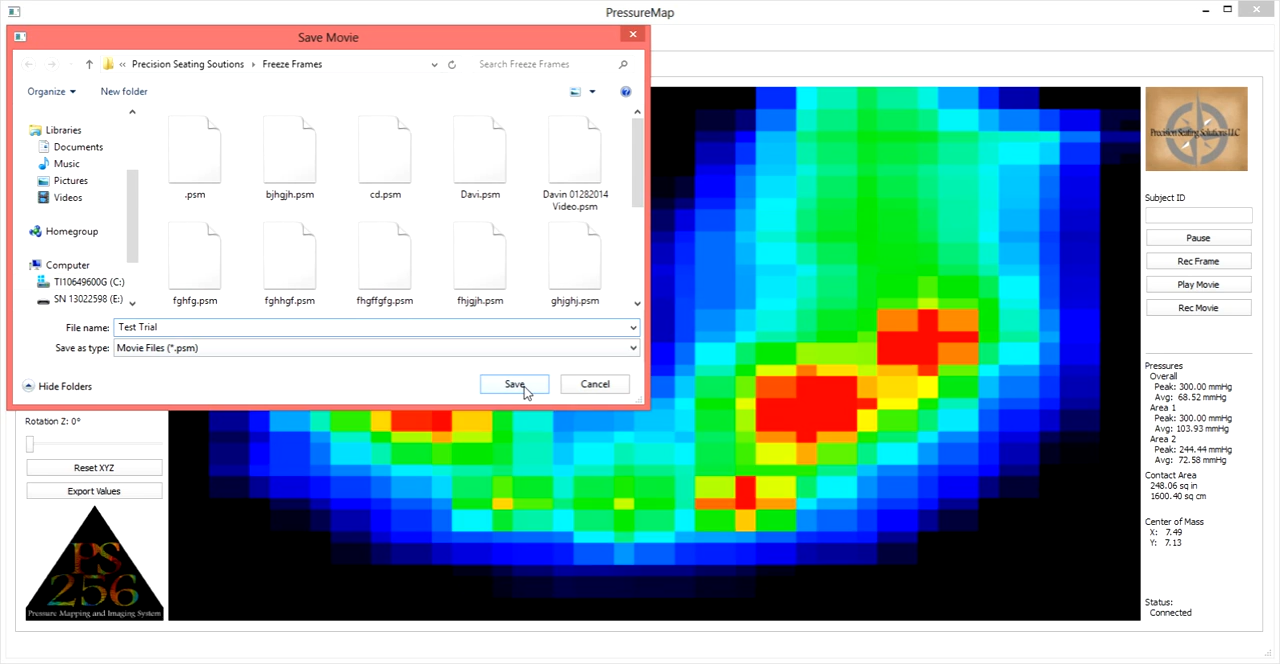 PressureMap
Save Movie
« Precision Seating Soutions › Freeze Frames
Search Freeze Frames
Organize
New folder
Libraries
Documents
Music
Pictures
Videos
Homegroup
Computer
TI10649600G (C:)
SN 13022598 (E:)
.psm
bjhgjh.psm
cd.psm
Davi.psm
Davin 01282014
Video.psm
fghfg.psm
fghhgf.psm
fhgffgfg.psm
fhjgjh.psm
ghjghj.psm
File name: Test Trial
Save as type: Movie Files (*.psm)
Hide Folders
Save
Cancel
Rotation Z: 0°
Reset XYZ
Export Values
PS
256
Pressure Mapping and Imaging System
Precision Seating Solutions LLC
Subject ID
Pause
Rec Frame
Play Movie
Rec Movie
Pressures
Overall
Peak: 300.00 mmHg
Avg: 68.52 mmHg
Area 1
Peak: 300.00 mmHg
Avg: 103.93 mmHg
Area 2
Peak: 244.44 mmHg
Avg: 72.58 mmHg
Contact Area
248.06 sq in
1600.40 sq cm
Center of Mass
X: 7.49
Y: 7.13
Status:
Connected